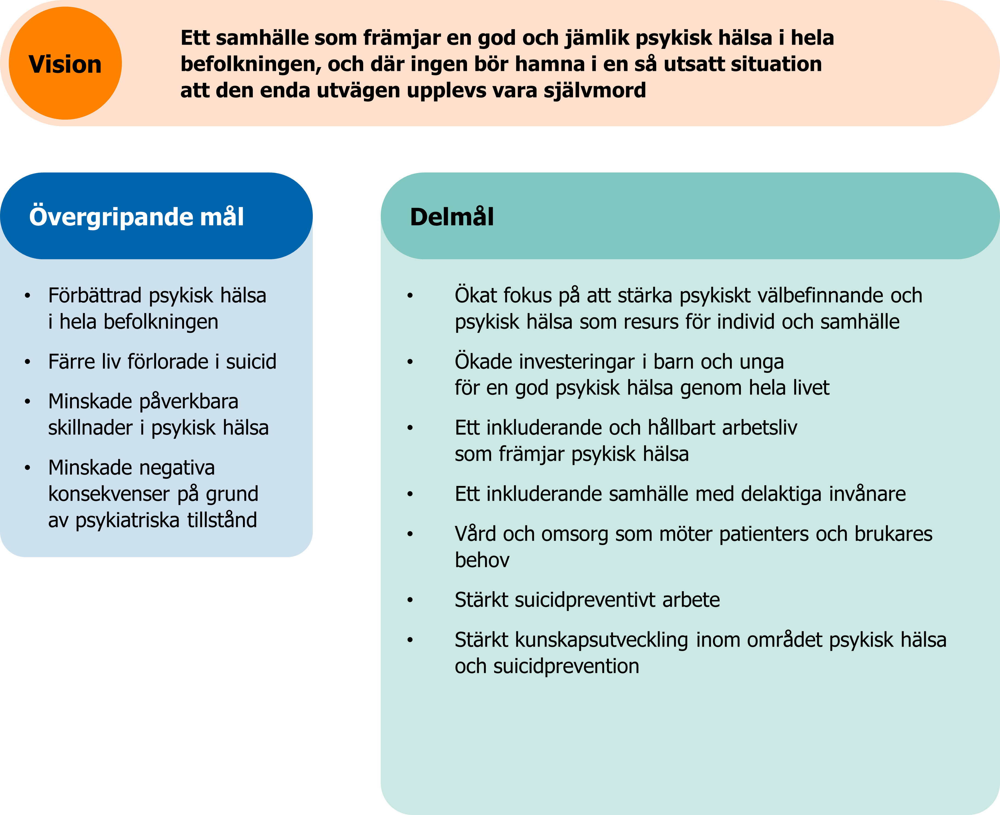 Vision
Ett samhälle som främjar en god och jämlik psykisk hälsa i hela
befolkningen, och där ingen bör hamna i en så utsatt situation
att den enda utvägen upplevs vara självmord
Övergripande mål
• Förbättrad psykisk hälsa
i hela befolkningen
• Färre liv förlorade i suicid
• Minskade påverkbara
skillnader i psykisk hälsa
• Minskade negativa
konsekvenser på grund
av psykiatriska tillstånd
Delmål
• Ökat fokus på att stärka psykiskt välbefinnande och
psykisk hälsa som resurs för individ och samhälle
• Ökade investeringar i barn och unga
för en god psykisk hälsa genom hela livet
• Ett inkluderande och hållbart arbetsliv
som främjar psykisk hälsa
• Ett inkluderande samhälle med delaktiga invånare
• Vård och omsorg som möter patienters och brukares
behov
• Stärkt suicidpreventivt arbete
• Stärkt kunskapsutveckling inom området psykisk hälsa
och suicidprevention